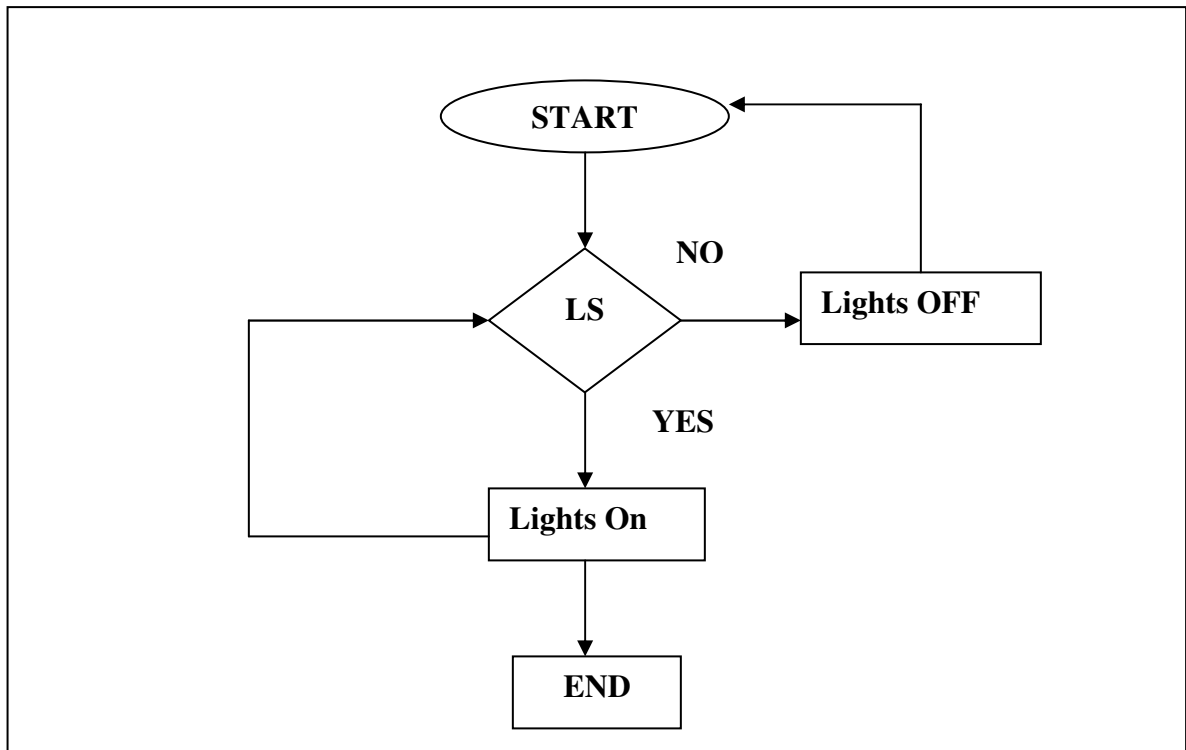 START
NO
LS
Lights OFF
YES
Lights On
END